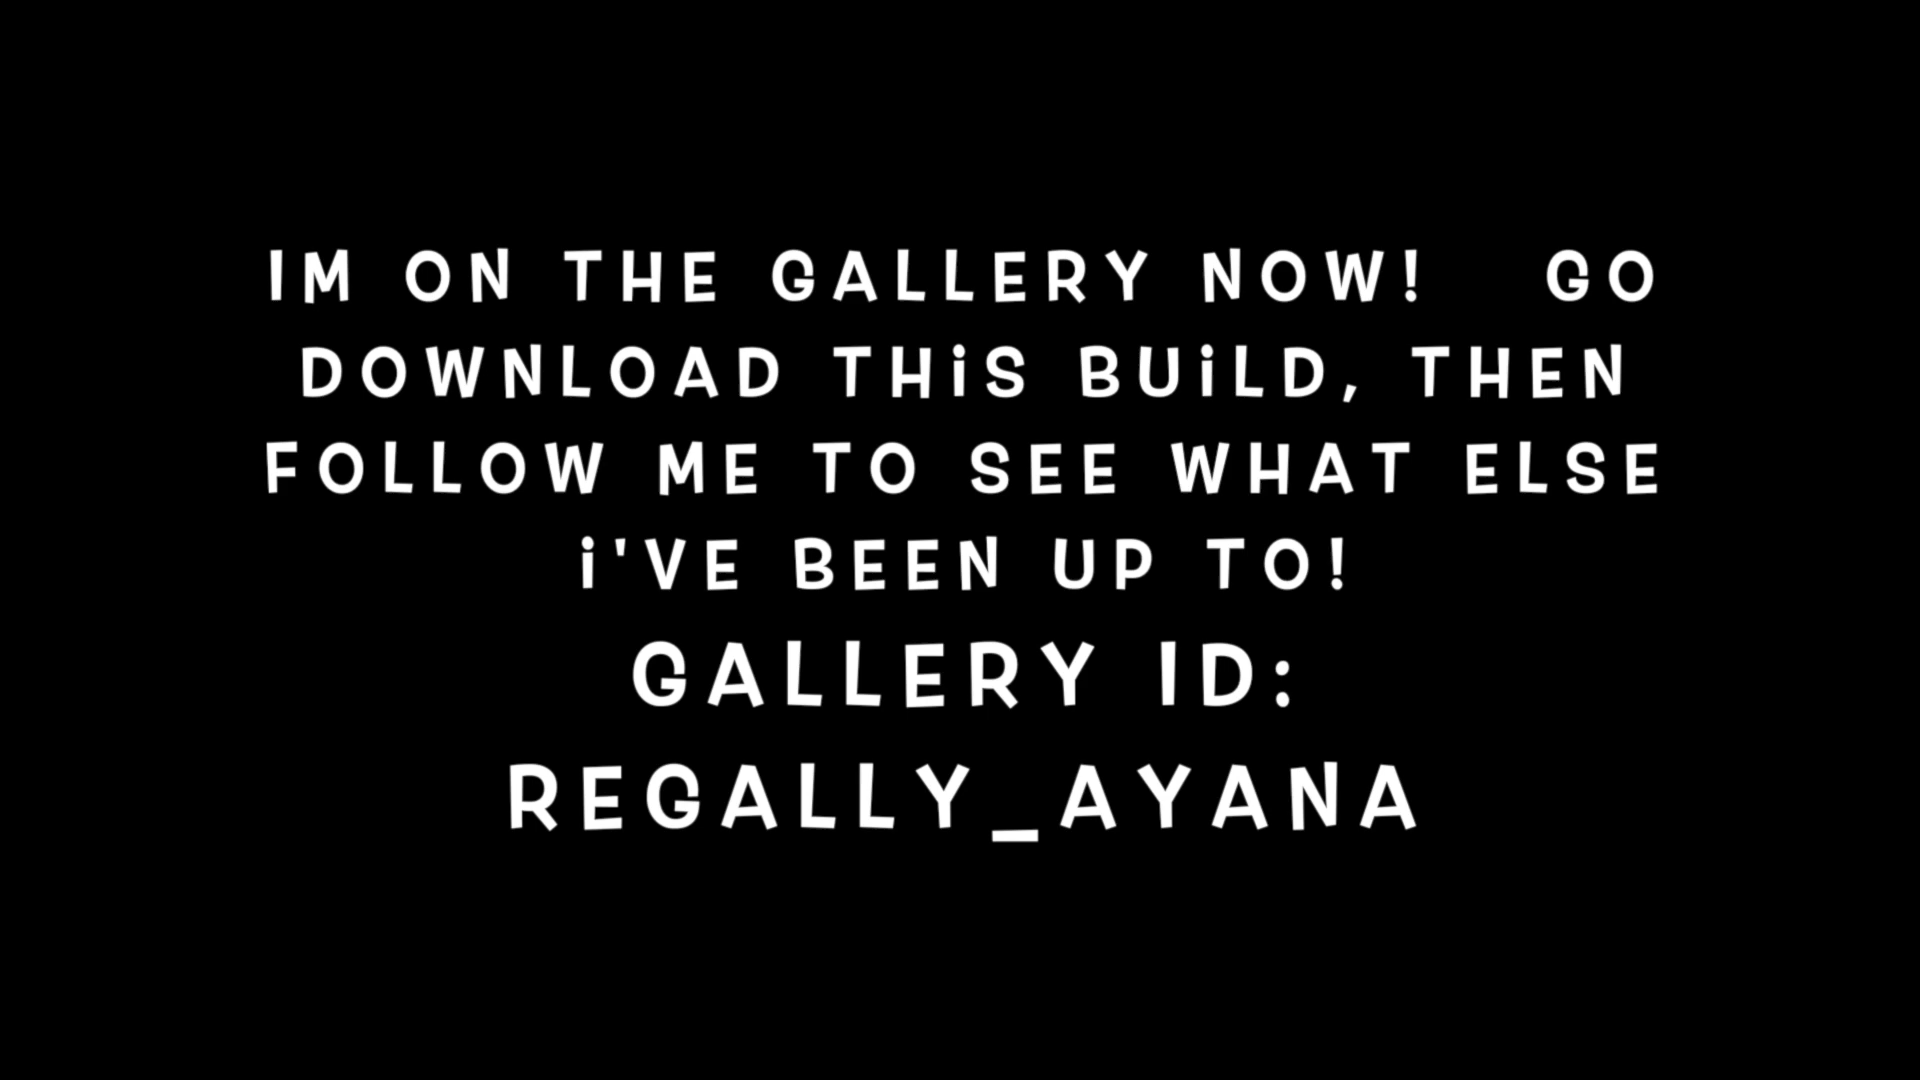 IM ON THE GALLERY NOW! GO
DOWNLOAD THiS BUiLD, THEN
FOLLOW ME TO SEE WHAT ELSE
i'VE BEEN UP TO!
GALLERY ID:
REGALLY_AYANA